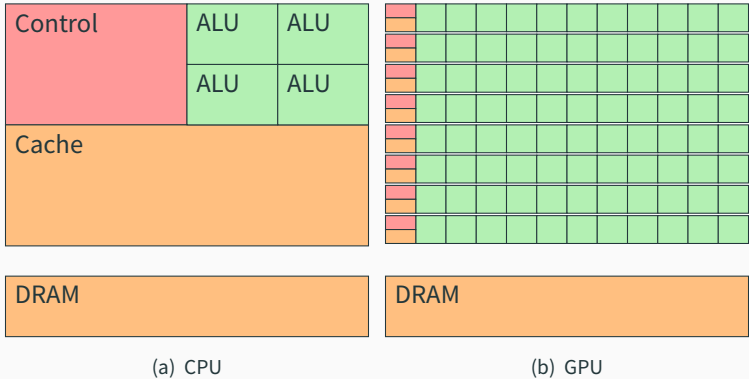 Control
ALU
ALU
ALU
ALU
Cache
DRAM
(a) CPU
DRAM
(b) GPU